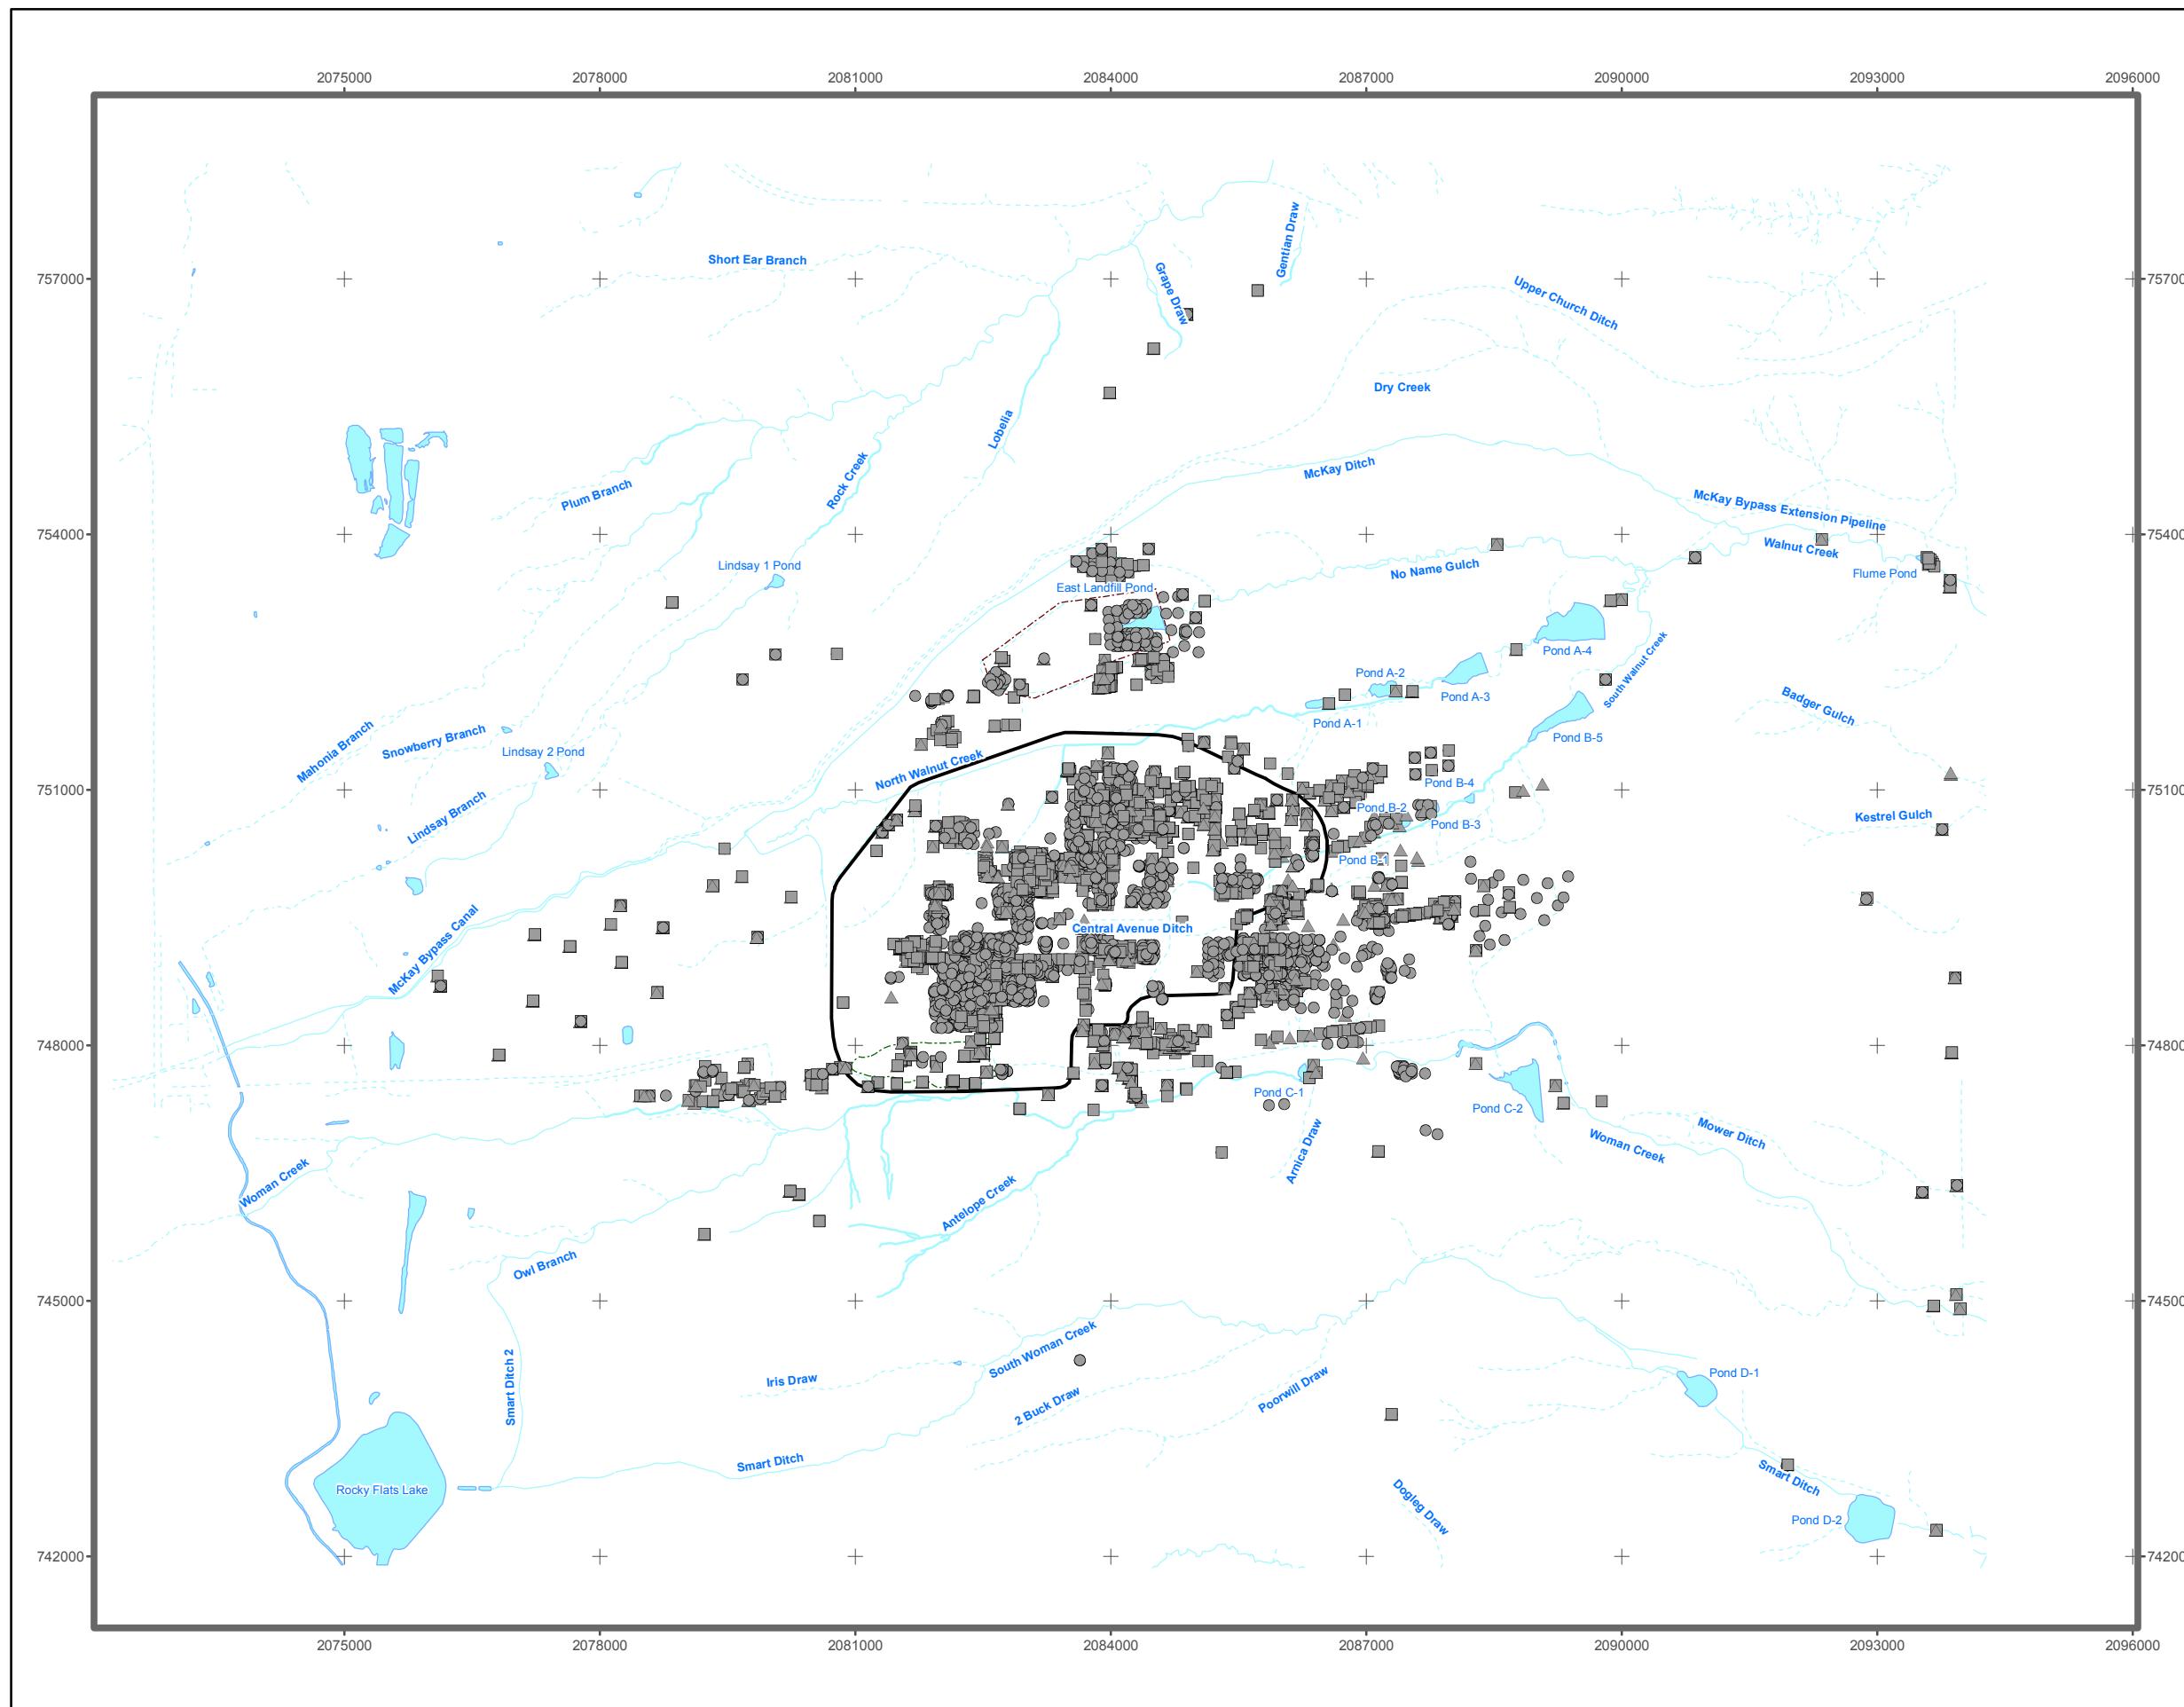 2075000 2078000 2081000 2084000 2087000 2090000 2093000 2096000
Gentian Draw
Short Ear Branch
Grape Draw
757000
Upper Church Ditch
Dry Creek
Lobelia
McKay Ditch
Rock Creek
Plum Branch
McKay Bypass Extension Pipeline
754000
Walnut Creek
Lindsay 1 Pond
No Name Gulch
Flume Pond
East Landfill Pond
Pond A-4
South Walnut Creek
Pond A-2
Pond A-3
Badger Gulch
Pond A-1
Pond B-5
Mahonia Branch
Snowberry Branch
Lindsay 2 Pond
North Walnut Creek
751000
Pond B-4
Pond B-2
Lindsay Branch
Pond B-3
Kestrel Gulch
Pond B-1
Central Avenue Ditch
McKay Bypass Canal
748000
748000
Pond C-1
Pond C-2
Mower Ditch
Woman Creek
Arnica Draw
Woman Creek
Antelope Creek
Owl Branch
745000
South Woman Creek
Pond D-1
Smart Ditch 2
Iris Draw
Poorwill Draw
2 Buck Draw
Smart Ditch
Smart Ditch
Rocky Flats Lake
Dogleg Draw
Pond D-2
742000
2075000 2078000 2081000 2084000 2087000 2090000 2093000 2096000